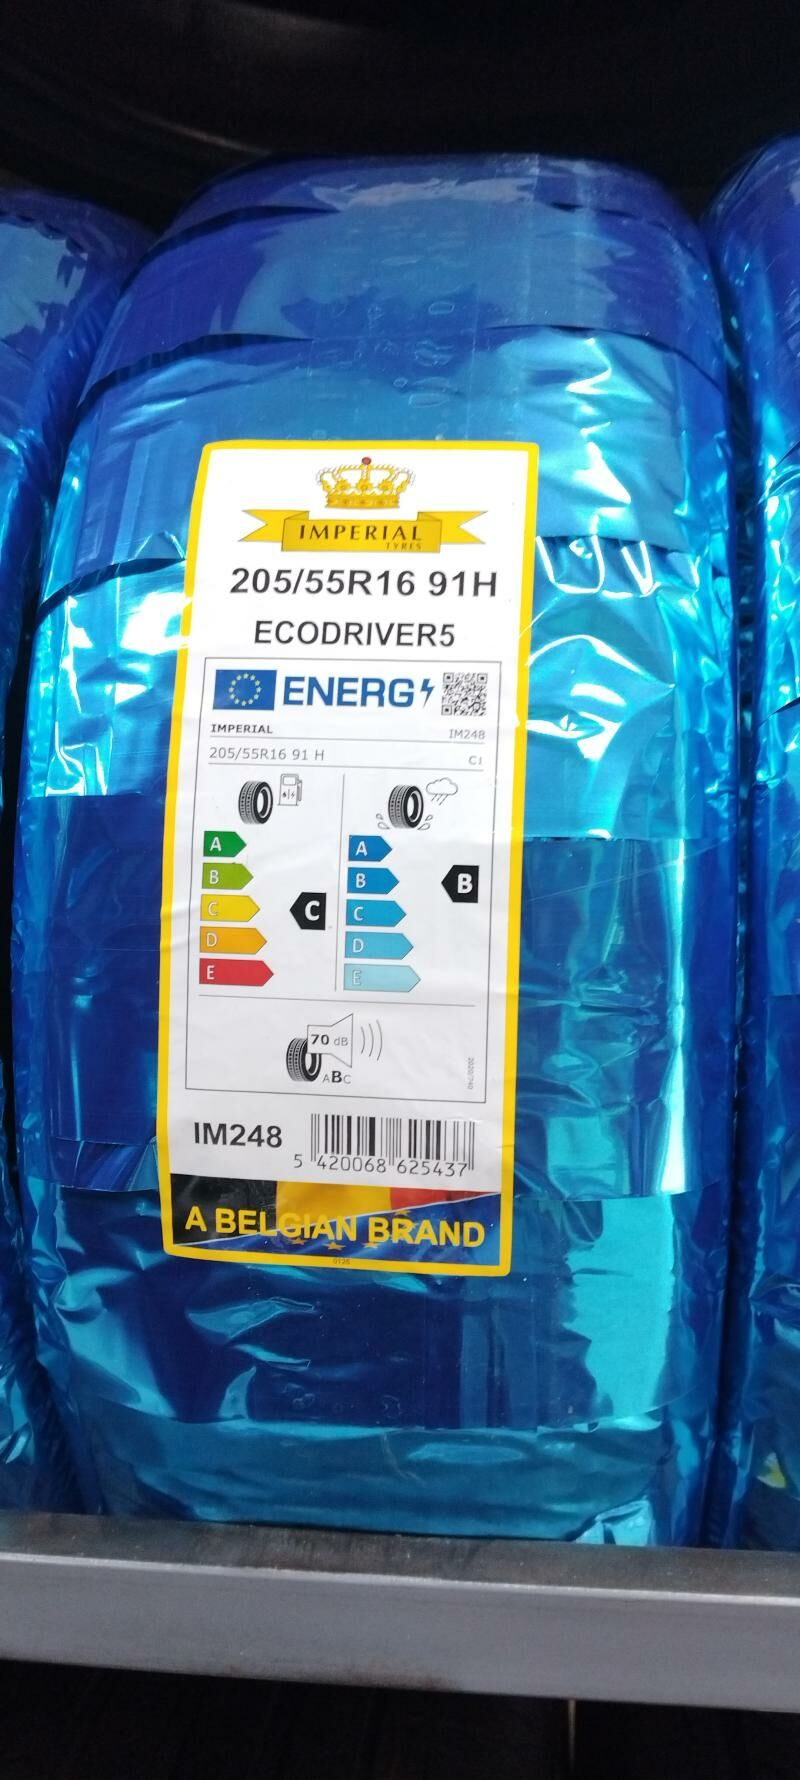 IMPERIAL
TYRES
205/55R16 91H
ECODRIVER5
ENERG
IMPERIAL IM248
205/55R16 91 H C1
A A
B B B
C C C
D D
E E
70 dB
ABC
2020/740
IM248
5 420068 625437
A BELGIAN BRAND
0126